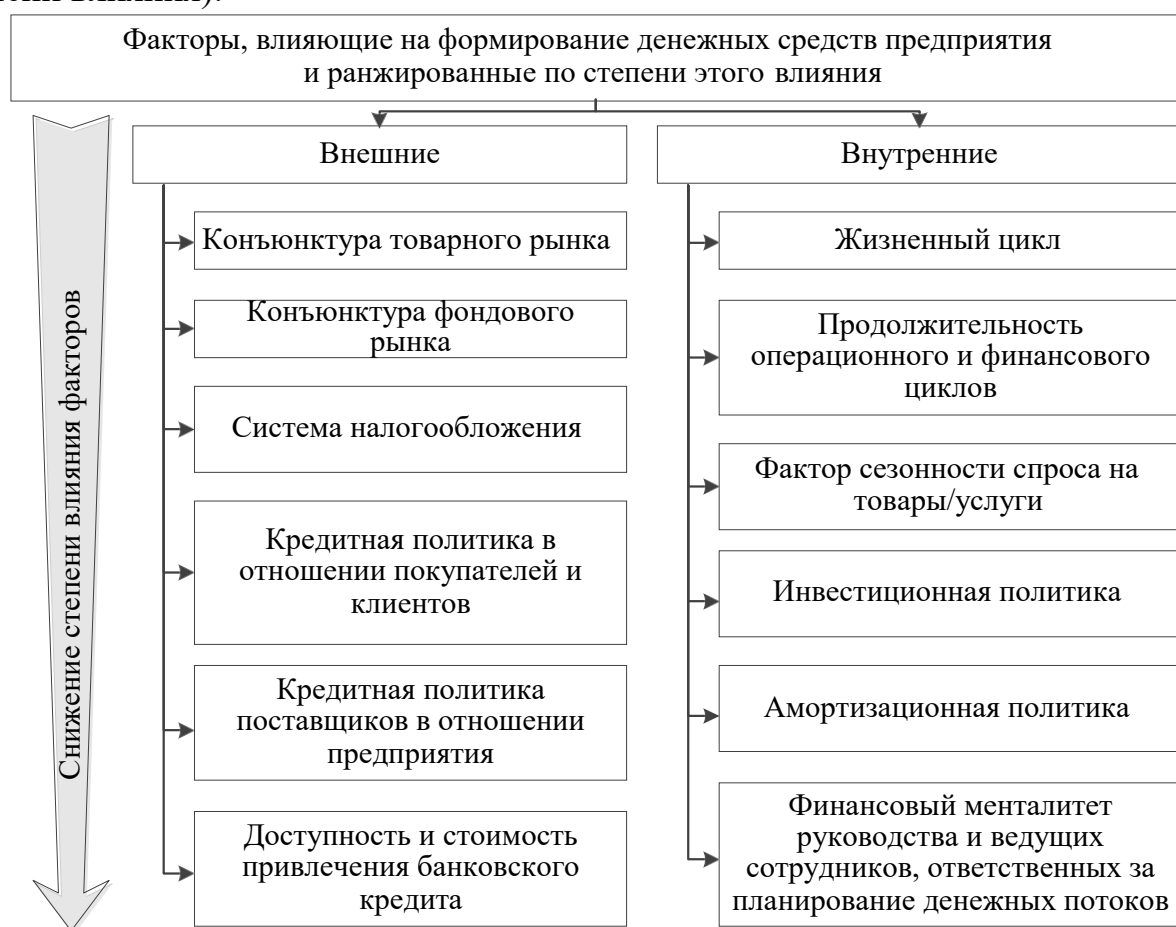 Факторы, влияющие на формирование денежных средств предприятия
и ранжированные по степени этого влияния
Снижение степени влияния факторов
Внешние
Конъюнктура товарного рынка
Конъюнктура фондового
рынка
Система налогообложения
Кредитная политика в
отношении покупателей и
клиентов
Кредитная политика
поставщиков в отношении
предприятия
Доступность и стоимость
привлечения банковского
кредита
Внутренние
Жизненный цикл
Продолжительность
операционного и финансового
циклов
Фактор сезонности спроса на
товары/услуги
Инвестиционная политика
Амортизационная политика
Финансовый менталитет
руководства и ведущих
сотрудников, ответственных за
планирование денежных потоков